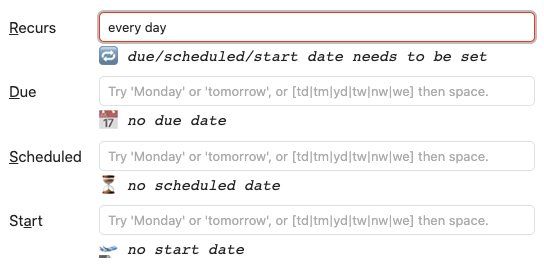 Recurs
every day
due/scheduled/start date needs to be set
Due
Try 'Monday' or 'tomorrow', or [td|tm|yd|tw|nw|we] then space.
17
no due date
Scheduled
Try 'Monday' or 'tomorrow', or [td|tm|yd|tw|nw|we] then space.
no scheduled date
Start
Try 'Monday' or 'tomorrow', or [td|tm|yd|tw|nw|we] then space.
no start date